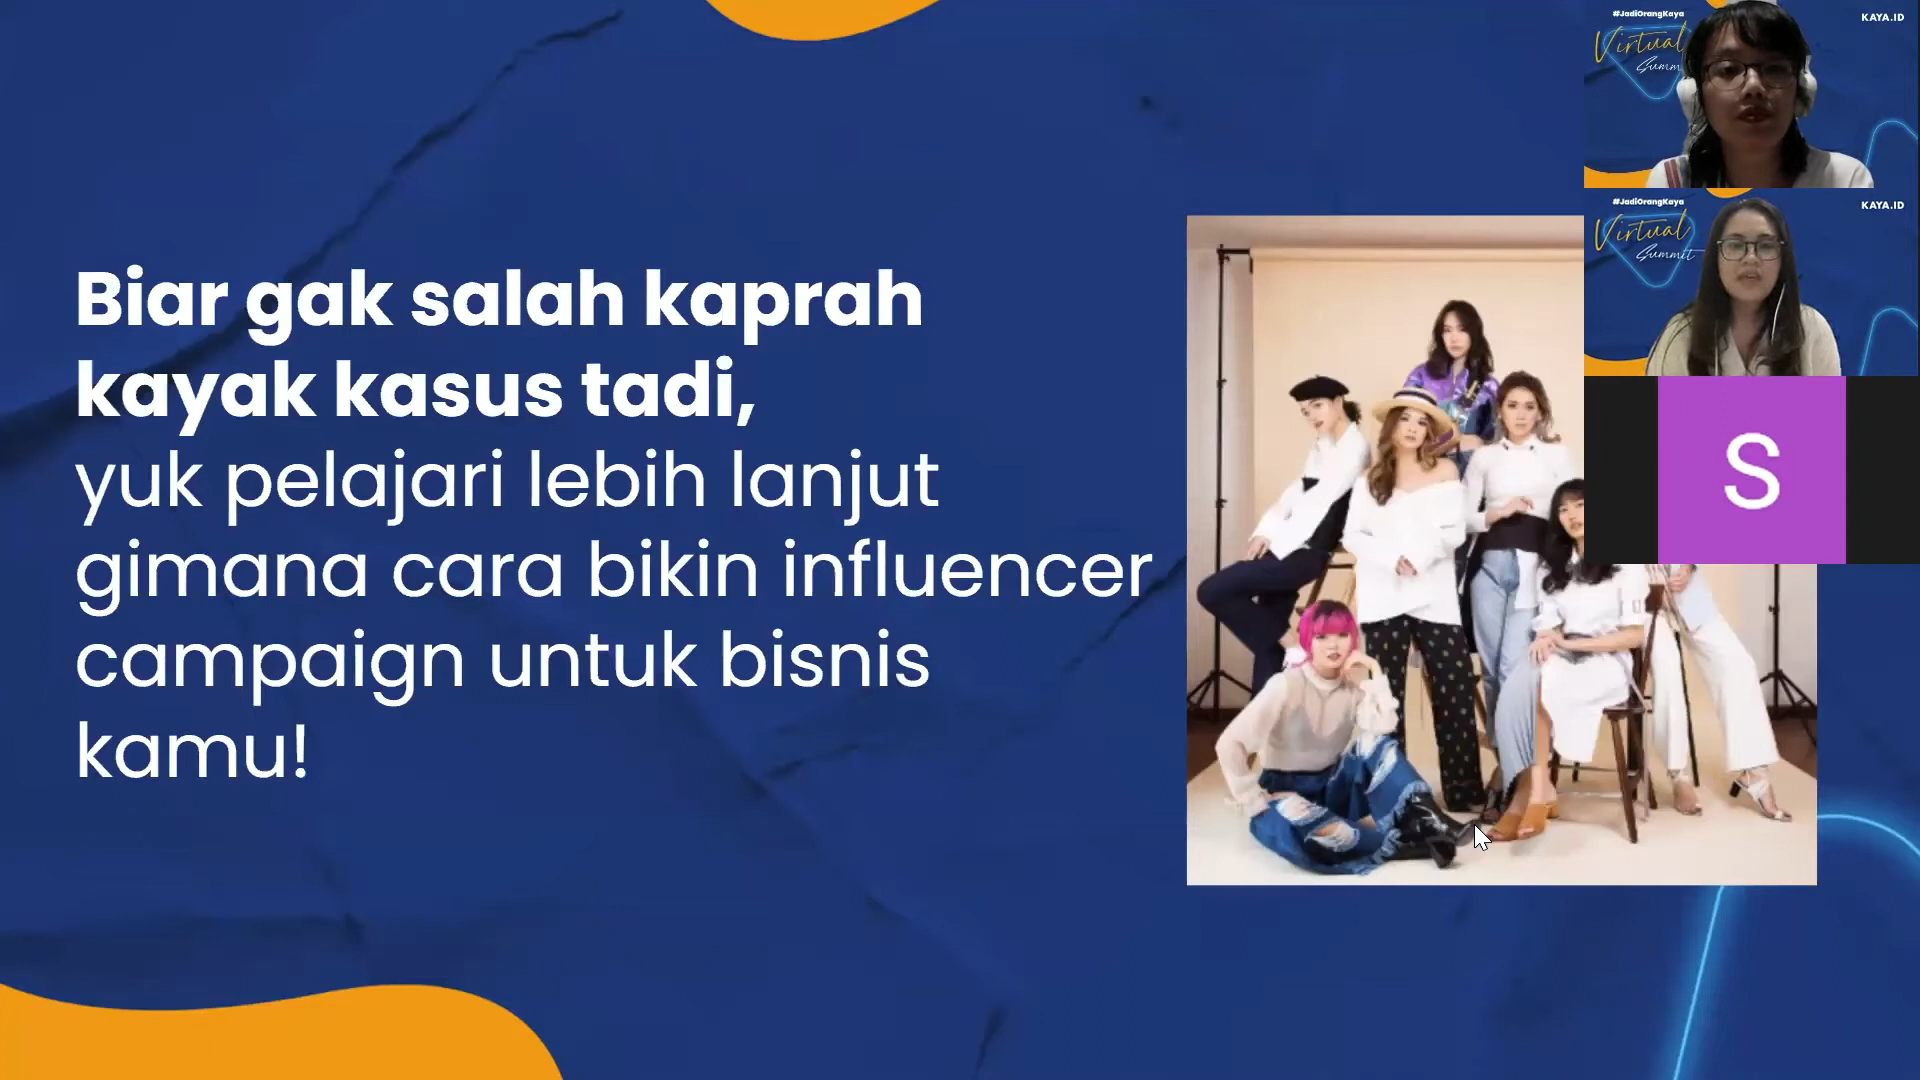 Biar gak salah kaprah
kayak kasus tadi,
yuk pelajari lebih lanjut
gimana cara bikin influencer
campaign untuk bisnis
kamu!
#JadiOrangKaya
KAYA.ID
Virtual
Summ
#JadiOrangKaya
KAYA.ID
Virtual
Summit
S